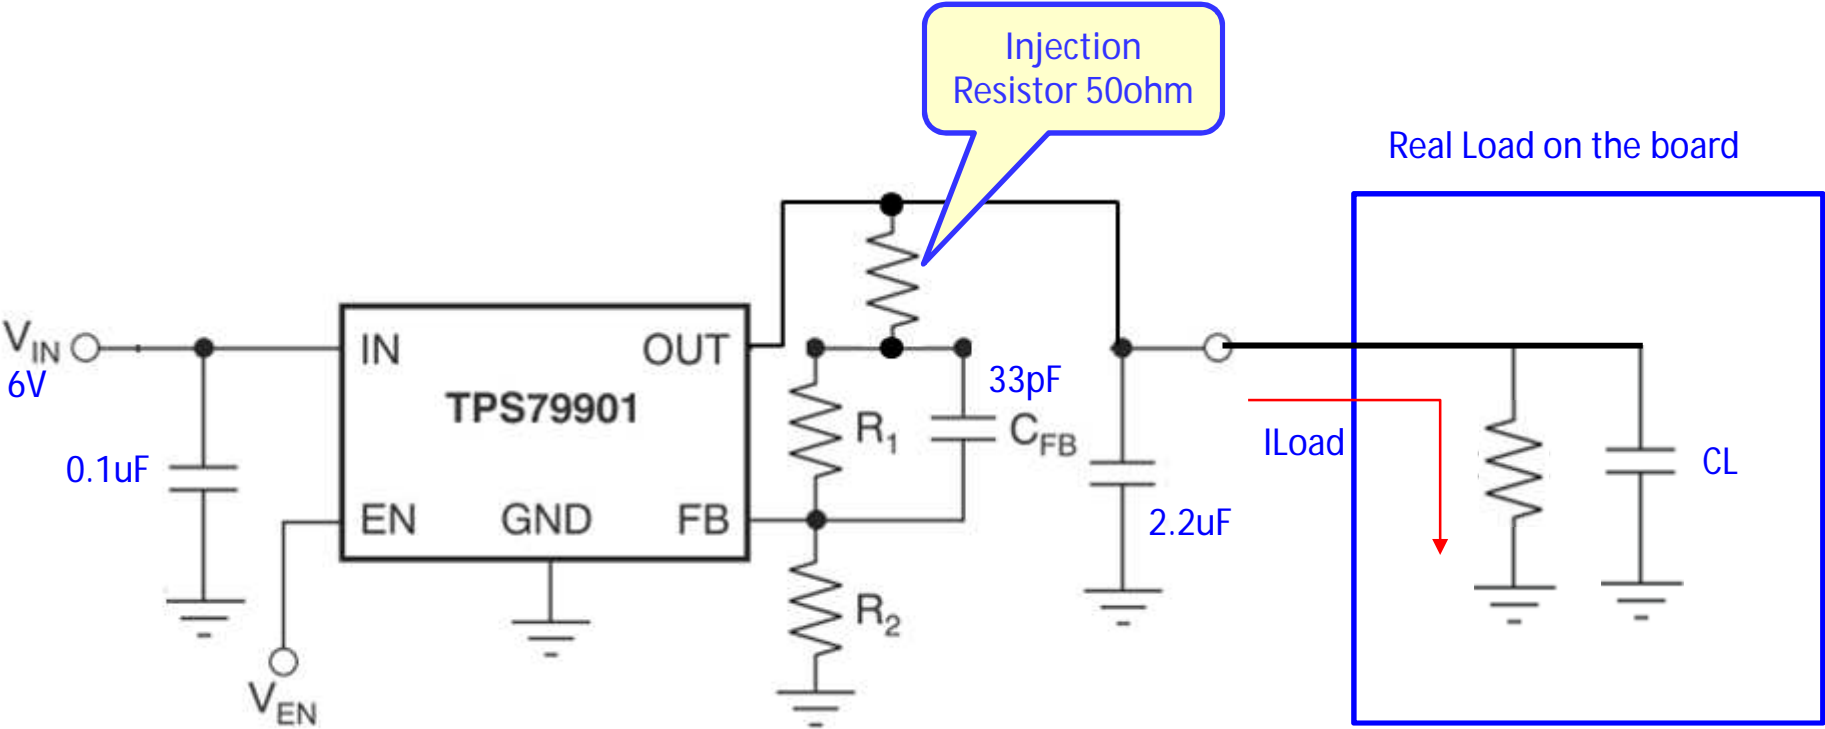 Injection
Resistor 50ohm
Real Load on the board
VIN
6V
IN
OUT
TPS79901
33pF
R1
CFB
ILoad
CL
0.1uF
EN
GND
FB
2.2uF
R2
VEN